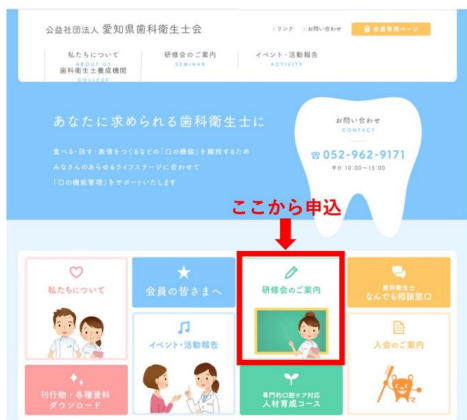 公益社団法人 愛知県歯科衛生士会
リンク
お問い合わせ
会員専用ページ
私たちについて
ABOUT US
研修会のご案内
SEMINAR
イベント・活動報告
ACTIVITY
歯科衛生士養成機関
COLLEGE
あなたに求められる歯科衛生士に
食べる・話す・表情をつくるなどの「口の機能」を維持するため
みなさんのあらゆるライフステージに合わせて
「口の機能管理」をサポートいたします
お問い合わせ
CONTACT
052-962-9171
平日 10:00～15:00
ここから申込
私たちについて
会員の皆さまへ
研修会のご案内
歯科衛生士
なんでも相談窓口
イベント・活動報告
入会のご案内
刊行物・各種資料
ダウンロード
専門的口腔ケア対応
人材育成コース